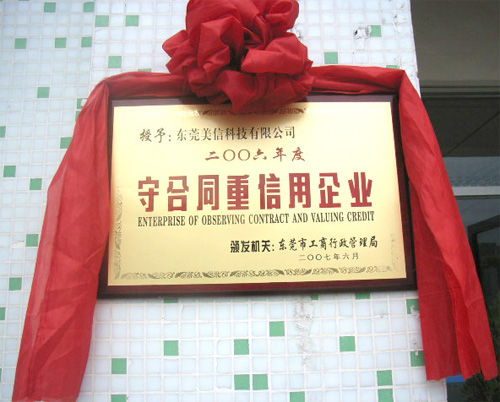 授予：东莞美信科技有限公司
二〇〇六年度
守合同重信用企业
ENTERPRISE OF OBSERVING CONTRACT AND VALUING CREDIT
颁发机关：东莞市工商行政管理局
二〇〇七年六月